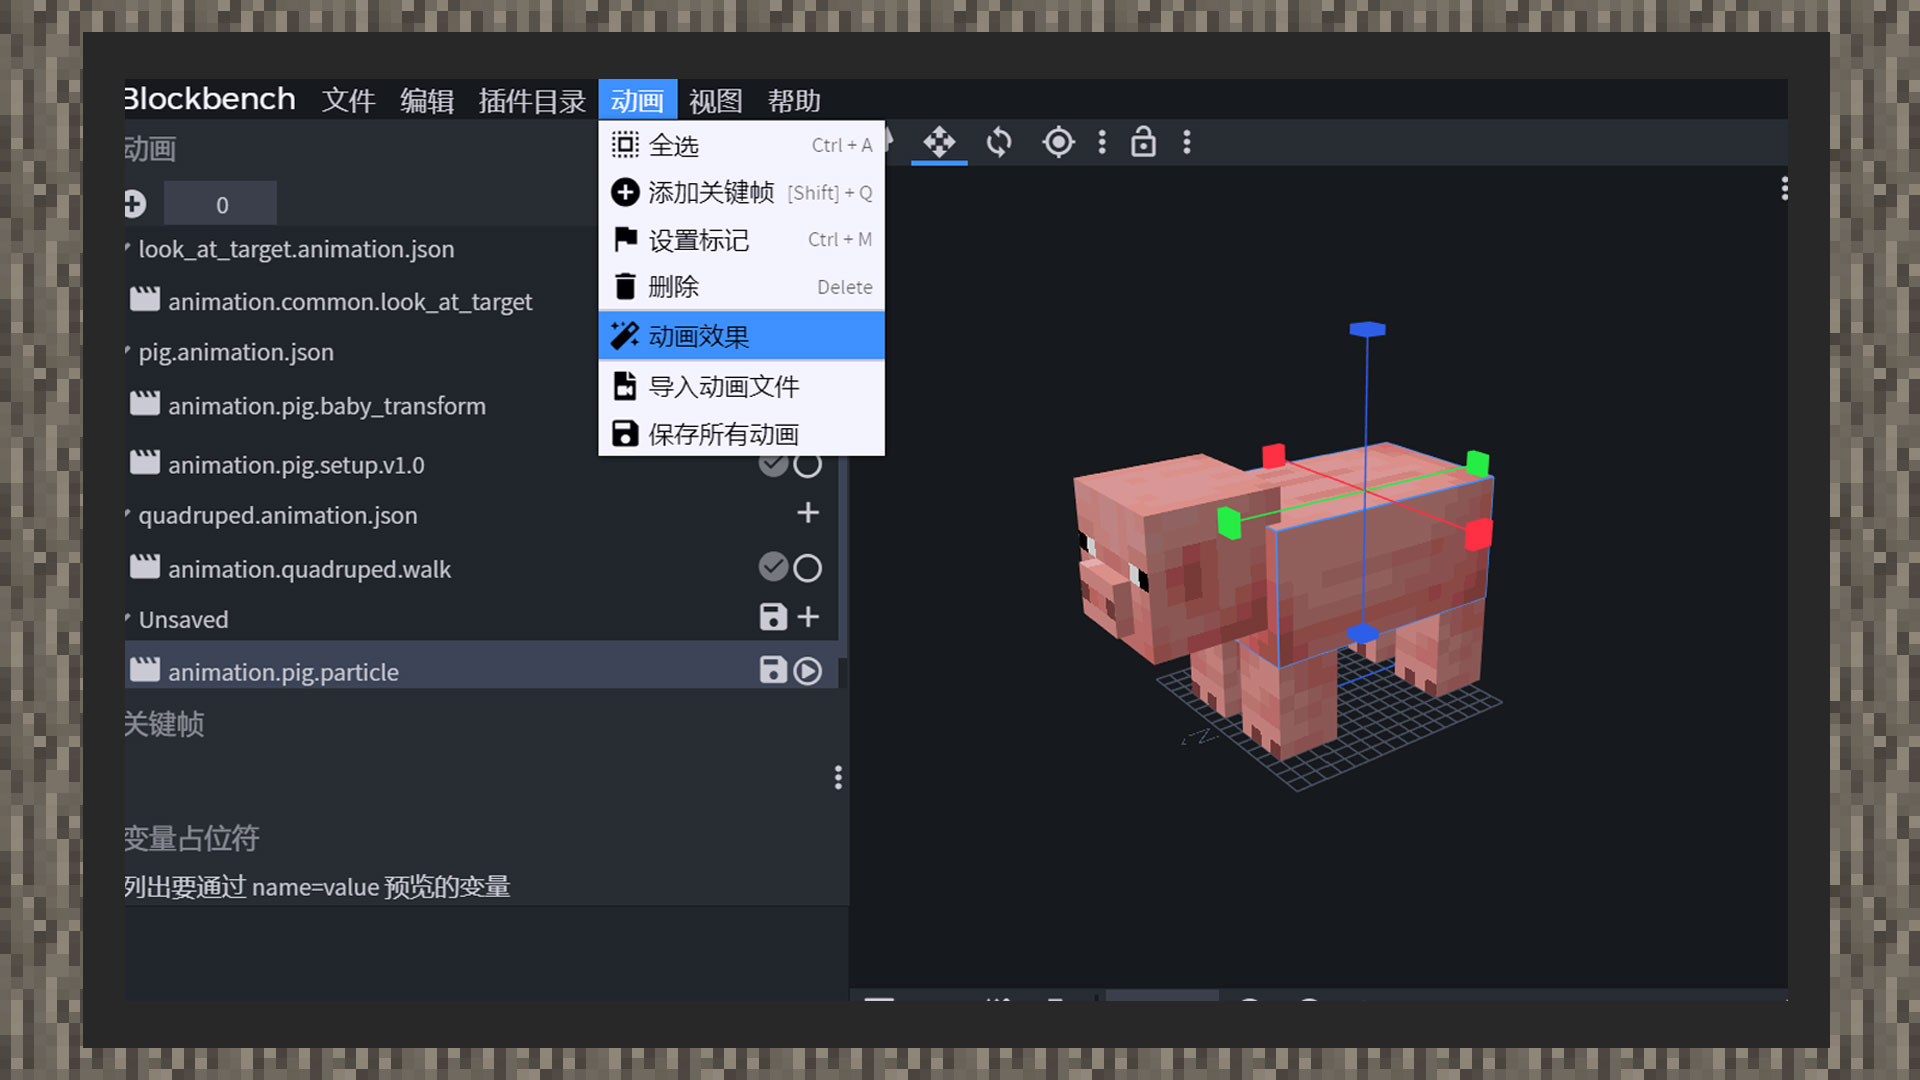 Blockbench 文件 编辑 插件目录 动画 视图 帮助
动画
0
look_at_target.animation.json
animation.common.look_at_target
pig.animation.json
animation.pig.baby_transform
animation.pig.setup.v1.0
quadruped.animation.json
animation.quadruped.walk
Unsaved
animation.pig.particle
关键帧
变量占位符
列出要通过 name=value 预览的变量
全选 Ctrl + A
添加关键帧 [Shift] + Q
设置标记 Ctrl + M
删除 Delete
动画效果
导入动画文件
保存所有动画